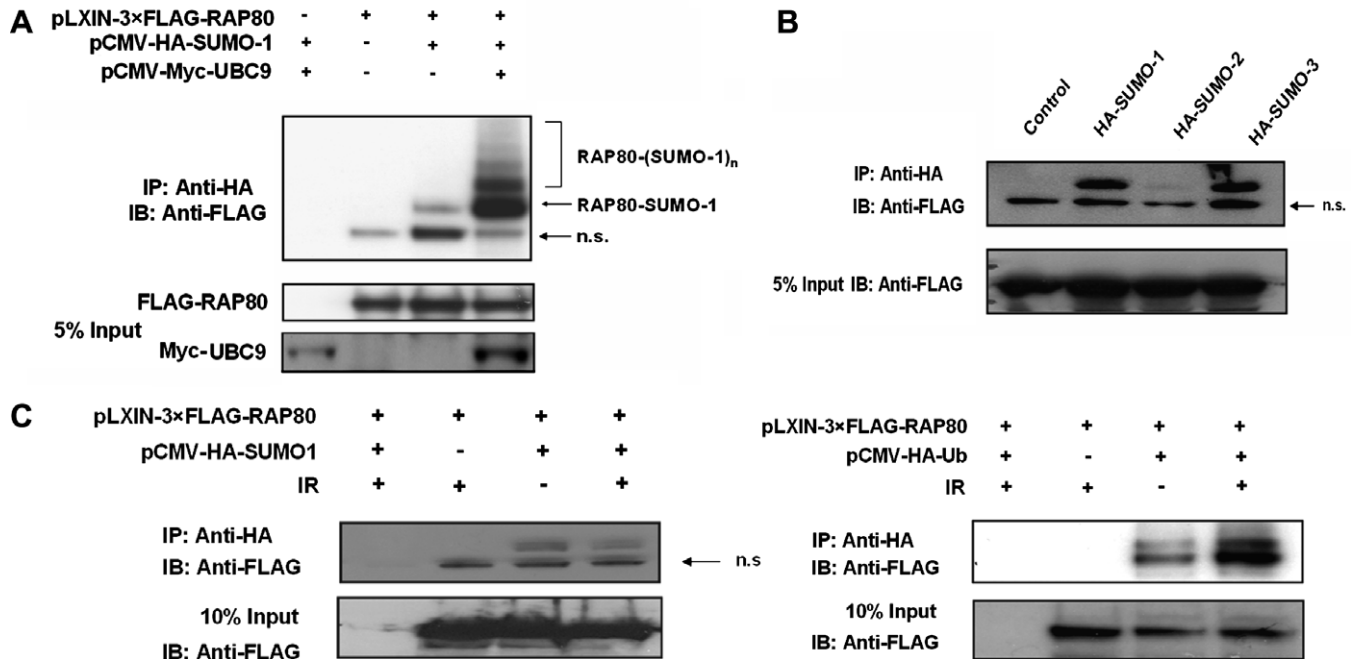 A
pLXIN-3×FLAG-RAP80 - + + +
pCMV-HA-SUMO-1 + - + +
pCMV-Myc-UBC9 + - - +
IP: Anti-HA
IB: Anti-FLAG
RAP80-(SUMO-1)n
RAP80-SUMO-1
n.s.
FLAG-RAP80
5% Input
Myc-UBC9
B
Control HA-SUMO-1 HA-SUMO-2 HA-SUMO-3
IP: Anti-HA
IB: Anti-FLAG
n.s.
5% Input IB: Anti-FLAG
C
pLXIN-3×FLAG-RAP80 + + + +
pCMV-HA-SUMO1 + - + +
IR + + - +
IP: Anti-HA
IB: Anti-FLAG
n.s
10% Input
IB: Anti-FLAG
pLXIN-3×FLAG-RAP80 + + + +
pCMV-HA-Ub + - + +
IR + + - +
IP: Anti-HA
IB: Anti-FLAG
10% Input
IB: Anti-FLAG